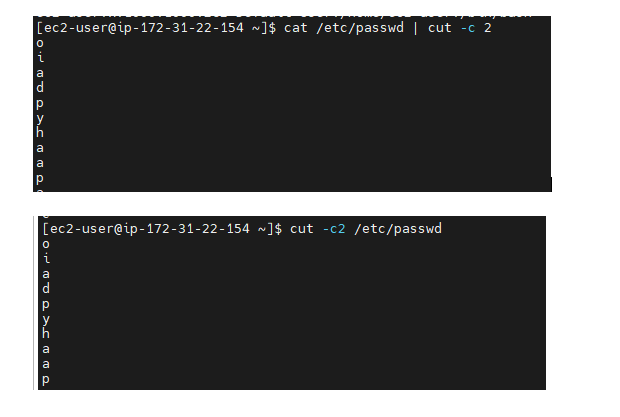 [ec2-user@ip-172-31-22-154 ~]$ cat /etc/passwd | cut -c 2
o
i
a
d
p
y
h
a
a
p
[ec2-user@ip-172-31-22-154 ~]$ cut -c2 /etc/passwd
o
i
a
d
p
y
h
a
a
p